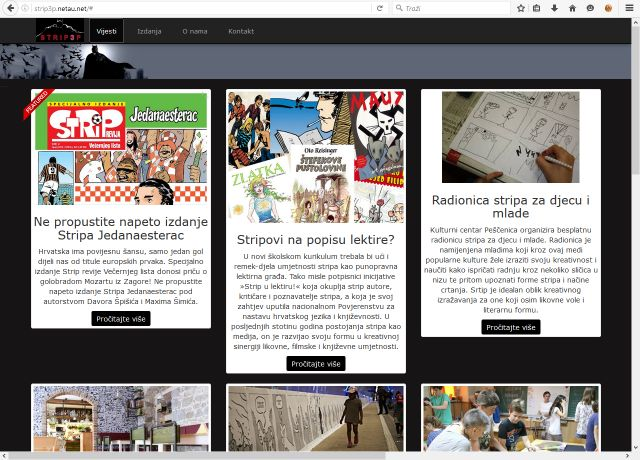 strip3p.netau.net/#
Traži
STRIP3P
Vijesti
Izdanja
O nama
Kontakt
FEATURED
SPECIJALNO IZDANJE
STRIP
REVIJA
Večernjeg lista
Jedanaesterac
Ne propustite napeto izdanje
Stripa Jedanaesterac
Hrvatska ima povijesnu šansu, samo jedan gol
dijeli nas od titule europskih prvaka. Specijalno
izdanje Strip revije Večernjeg lista donosi priču o
golobradom Mozartu iz Zagore! Ne propustite
napeto izdanje Stripa Jedanaesterac pod
autorstvom Davora Špišića i Maxima Šimića.
Pročitajte više
MAUZ
ZLATKA
Oto Reisinger
ŠTEFEKOVE
PUSTOLOVINE
Stripovi na popisu lektire?
U novi školskom kurikulum trebala bi ući i
remek-djela umjetnosti stripa kao punopravna
lektirna građa. Tako misle potpisnici inicijative
»Strip u lektiru!« koja okuplja strip autore,
kritičare i poznavatelje stripa, a koja je svoj
zahtjev uputila nacionalnom Povjerenstvu za
nastavu hrvatskog jezika i književnosti. U
posljednjih stotinu godina postojanja stripa kao
medija, on je razvijao svoju formu u kreativnoj
sinergiji likovne, filmske i književne umjetnosti.
Pročitajte više
Radionica stripa za djecu i
mlade
Kulturni centar Peščenica organizira besplatnu
radionicu stripa za djecu i mlade. Radionica je
namijenjena mladima koji kroz ovaj medi
popularne kulture žele izraziti svoju kreativnost i
naučiti kako ispričati radnju kroz nekoliko sličica u
nizu te pritom upoznati forme stripa i načine
crtanja. Srtip je idealan oblik kreativnog
izražavanja za one koji osim likovne vole i
literarnu formu.
Pročitajte više